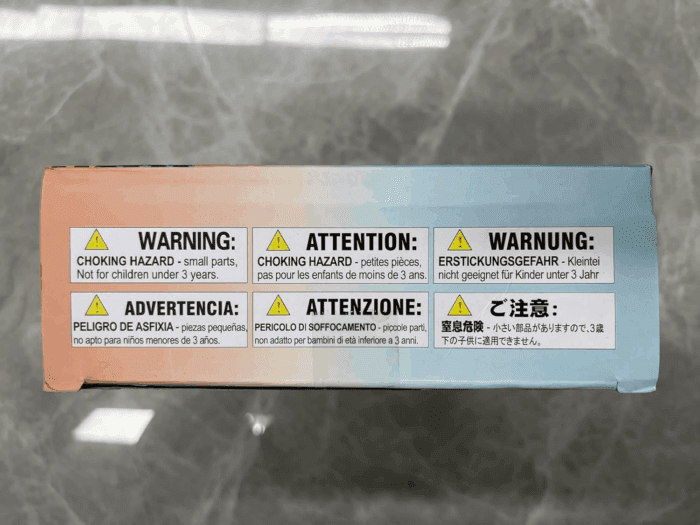 WARNING:
CHOKING HAZARD - small parts,
Not for children under 3 years.
ATTENTION:
CHOKING HAZARD - petites pièces,
pas pour les enfants de moins de 3 ans.
WARNUNG:
ERSTICKUNGSGEFAHR - Kleintei
nicht geeignet für Kinder unter 3 Jahr
ADVERTENCIA:
PELIGRO DE ASFIXIA - piezas pequeñas,
no apto para niños menores de 3 años.
ATTENZIONE:
PERICOLO DI SOFFOCAMENTO - piccole parti,
non adatto per bambini di età inferiore a 3 anni.
ご注意:
窒息危険 - 小さい部品がありますので、3歳
下の子供に適用できません。